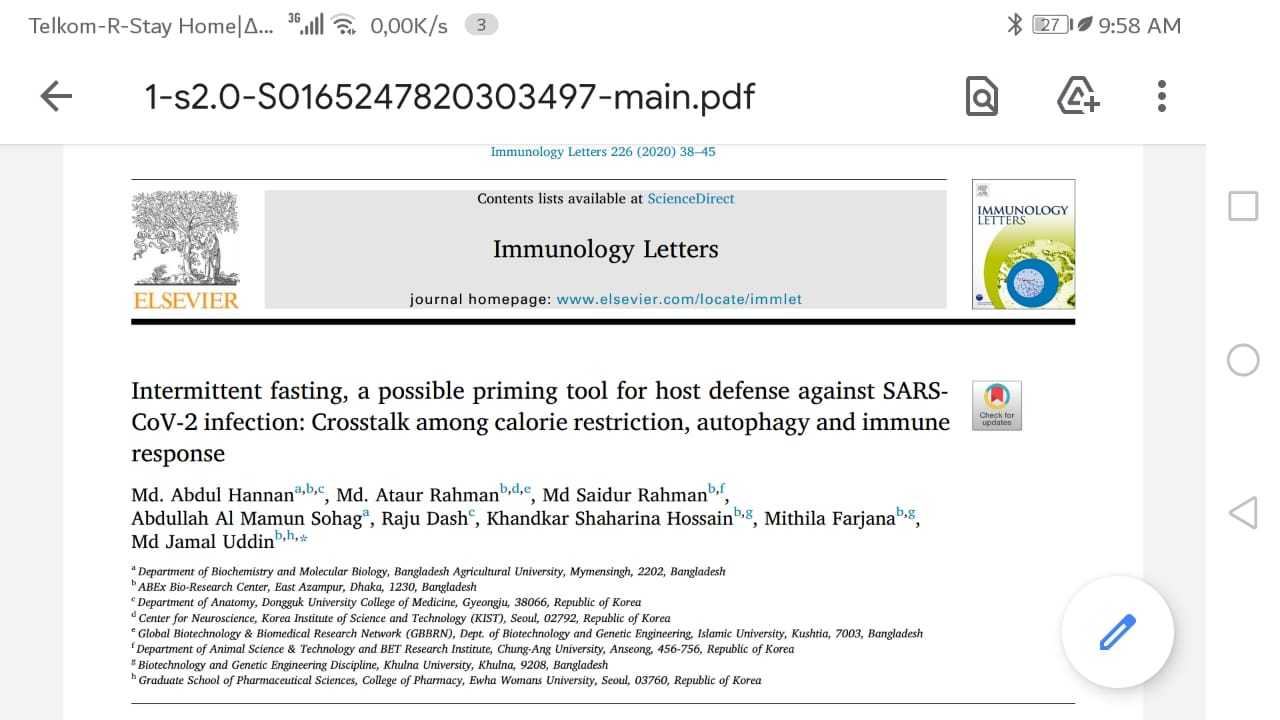 Telkom-R-Stay Home|Δ... 3G 0,00K/s 3 27 9:58 AM
1-s2.0-S0165247820303497-main.pdf
Immunology Letters 226 (2020) 38–45
Contents lists available at ScienceDirect
Immunology Letters
journal homepage: www.elsevier.com/locate/immlet
ELSEVIER
IMMUNOLOGY
LETTERS
Intermittent fasting, a possible priming tool for host defense against SARS-
CoV-2 infection: Crosstalk among calorie restriction, autophagy and immune
response
Check for
updates
Md. Abdul Hannan a,b,c, Md. Ataur Rahman b,d,e, Md Saidur Rahman b,f,
Abdullah Al Mamun Sohag a, Raju Dash c, Khandkar Shaharina Hossain b,g, Mithila Farjana b,g,
Md Jamal Uddin b,h,*
a Department of Biochemistry and Molecular Biology, Bangladesh Agricultural University, Mymensingh, 2202, Bangladesh
b ABEx Bio-Research Center, East Azampur, Dhaka, 1230, Bangladesh
c Department of Anatomy, Dongguk University College of Medicine, Gyeongju, 38066, Republic of Korea
d Center for Neuroscience, Korea Institute of Science and Technology (KIST), Seoul, 02792, Republic of Korea
e Global Biotechnology & Biomedical Research Network (GBBRN), Dept. of Biotechnology and Genetic Engineering, Islamic University, Kushtia, 7003, Bangladesh
f Department of Animal Science & Technology and BET Research Institute, Chung-Ang University, Anseong, 456-756, Republic of Korea
g Biotechnology and Genetic Engineering Discipline, Khulna University, Khulna, 9208, Bangladesh
h Graduate School of Pharmaceutical Sciences, College of Pharmacy, Ewha Womans University, Seoul, 03760, Republic of Korea